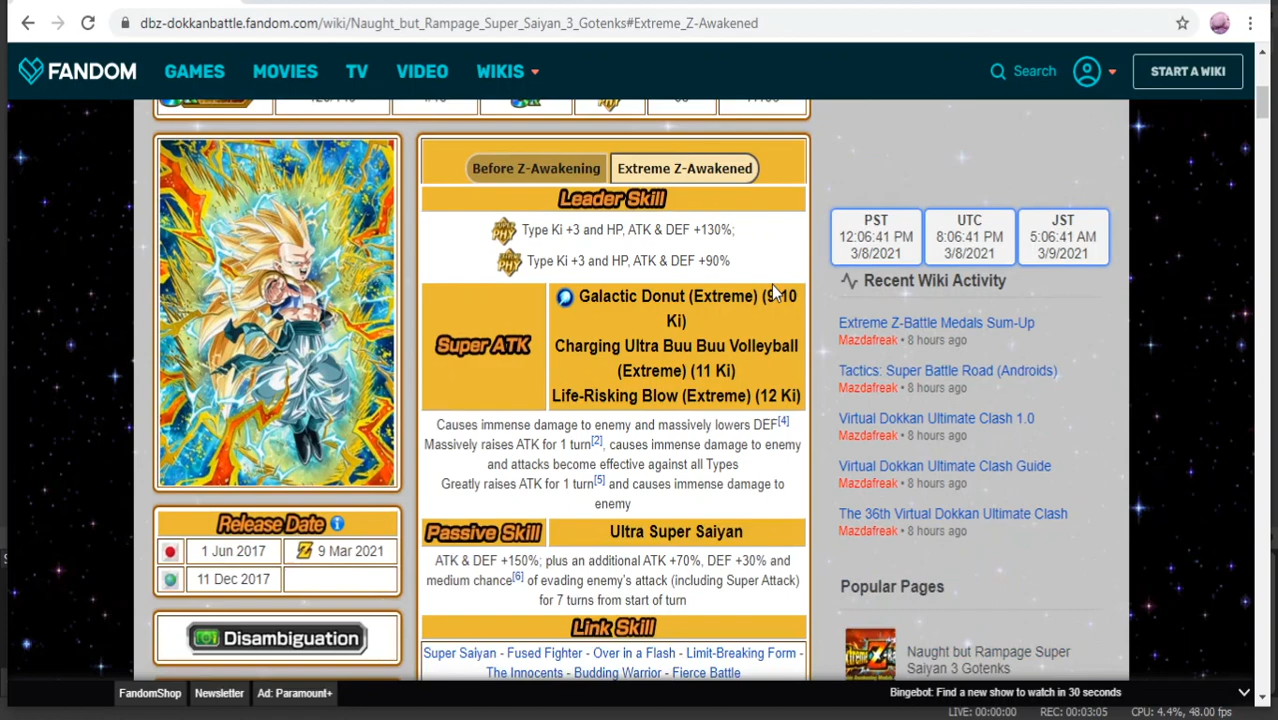 dbz-dokkanbattle.fandom.com/wiki/Naught_but_Rampage_Super_Saiyan_3_Gotenks#Extreme_Z-Awakened
FANDOM
GAMES
MOVIES
TV
VIDEO
WIKIS
Search
START A WIKI
Before Z-Awakening
Extreme Z-Awakened
Leader Skill
SUPER PHY Type Ki +3 and HP, ATK & DEF +130%;
PHY Type Ki +3 and HP, ATK & DEF +90%
Super ATK
Galactic Donut (Extreme) (9-10
Ki)
Charging Ultra Buu Buu Volleyball
(Extreme) (11 Ki)
Life-Risking Blow (Extreme) (12 Ki)
Causes immense damage to enemy and massively lowers DEF[4]
Massively raises ATK for 1 turn[2], causes immense damage to enemy
and attacks become effective against all Types
Greatly raises ATK for 1 turn[5] and causes immense damage to
enemy
Passive Skill
Ultra Super Saiyan
ATK & DEF +150%; plus an additional ATK +70%, DEF +30% and
medium chance[6] of evading enemy's attack (including Super Attack)
for 7 turns from start of turn
Link Skill
Super Saiyan - Fused Fighter - Over in a Flash - Limit-Breaking Form -
The Innocents - Budding Warrior - Fierce Battle
Release Date
1 Jun 2017
Z 9 Mar 2021
11 Dec 2017
Disambiguation
PST
12:06:41 PM
3/8/2021
UTC
8:06:41 PM
3/8/2021
JST
5:06:41 AM
3/9/2021
Recent Wiki Activity
Extreme Z-Battle Medals Sum-Up
Mazdafreak • 8 hours ago
Tactics: Super Battle Road (Androids)
Mazdafreak • 8 hours ago
Virtual Dokkan Ultimate Clash 1.0
Mazdafreak • 8 hours ago
Virtual Dokkan Ultimate Clash Guide
Mazdafreak • 8 hours ago
The 36th Virtual Dokkan Ultimate Clash
Mazdafreak • 8 hours ago
Popular Pages
Naught but Rampage Super
Saiyan 3 Gotenks
FandomShop
Newsletter
Ad: Paramount+
Bingebot: Find a new show to watch in 30 seconds
LIVE: 00:00:00
REC: 00:03:05
CPU: 4.4%, 48.00 fps